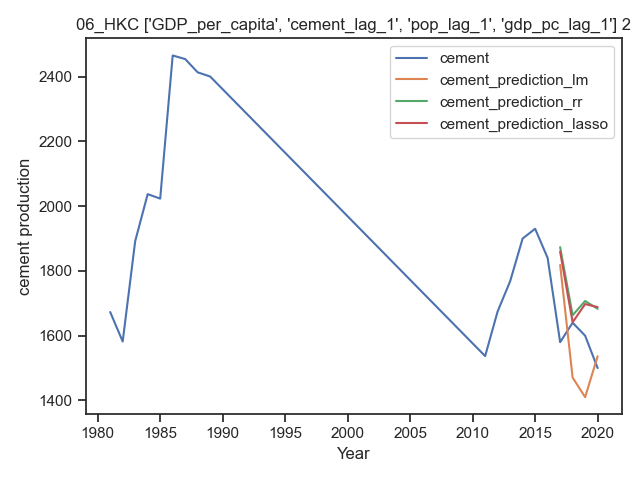 06_HKC ['GDP_per_capita', 'cement_lag_1', 'pop_lag_1', 'gdp_pc_lag_1'] 2
cement
cement_prediction_lm
cement_prediction_rr
cement_prediction_lasso
2400
2200
2000
1800
1600
1400
cement production
1980 1985 1990 1995 2000 2005 2010 2015 2020
Year